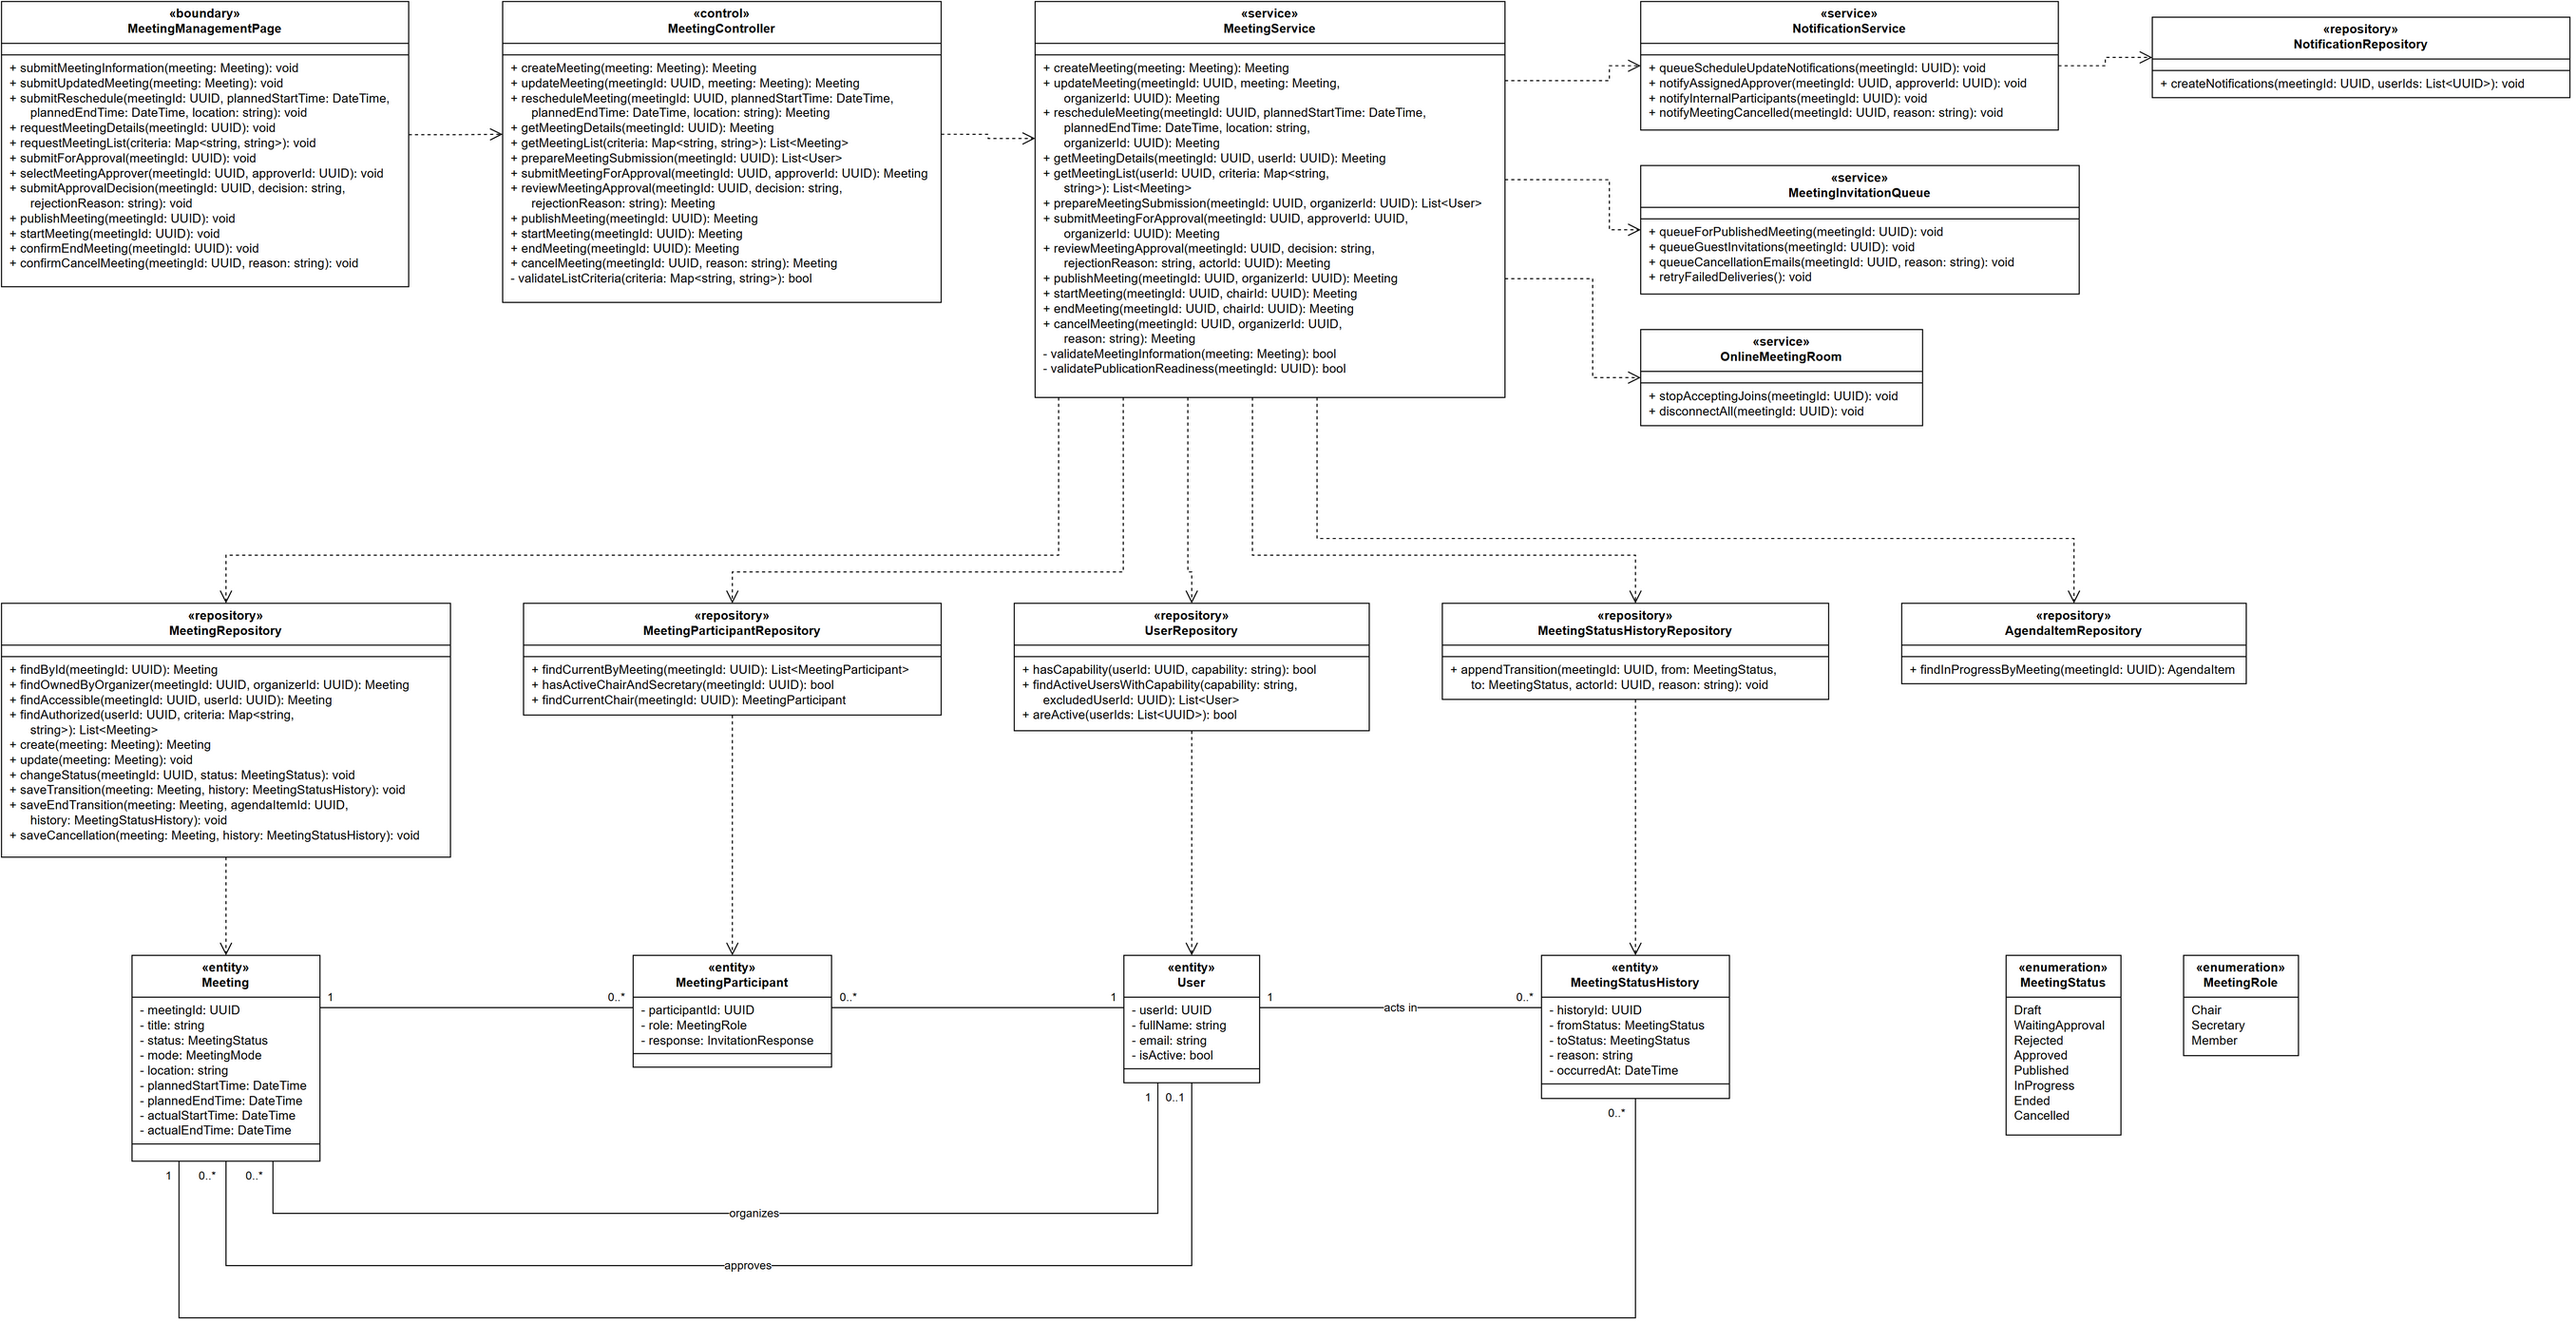 «boundary»
MeetingManagementPage
+ submitMeetingInformation(meeting: Meeting): void
+ submitUpdatedMeeting(meeting: Meeting): void
+ submitReschedule(meetingId: UUID, plannedStartTime: DateTime,
plannedEndTime: DateTime, location: string): void
+ requestMeetingDetails(meetingId: UUID): void
+ requestMeetingList(criteria: Map<string, string>): void
+ submitForApproval(meetingId: UUID): void
+ selectMeetingApprover(meetingId: UUID, approverId: UUID): void
+ submitApprovalDecision(meetingId: UUID, decision: string,
rejectionReason: string): void
+ publishMeeting(meetingId: UUID): void
+ startMeeting(meetingId: UUID): void
+ confirmEndMeeting(meetingId: UUID): void
+ confirmCancelMeeting(meetingId: UUID, reason: string): void
«control»
MeetingController
+ createMeeting(meeting: Meeting): Meeting
+ updateMeeting(meetingId: UUID, meeting: Meeting): Meeting
+ rescheduleMeeting(meetingId: UUID, plannedStartTime: DateTime,
plannedEndTime: DateTime, location: string): Meeting
+ getMeetingDetails(meetingId: UUID): Meeting
+ getMeetingList(criteria: Map<string, string>): List<Meeting>
+ prepareMeetingSubmission(meetingId: UUID): List<User>
+ submitMeetingForApproval(meetingId: UUID, approverId: UUID): Meeting
+ reviewMeetingApproval(meetingId: UUID, decision: string,
rejectionReason: string): Meeting
+ publishMeeting(meetingId: UUID): Meeting
+ startMeeting(meetingId: UUID): Meeting
+ endMeeting(meetingId: UUID): Meeting
+ cancelMeeting(meetingId: UUID, reason: string): Meeting
- validateListCriteria(criteria: Map<string, string>): bool
«service»
MeetingService
+ createMeeting(meeting: Meeting): Meeting
+ updateMeeting(meetingId: UUID, meeting: Meeting,
organizerId: UUID): Meeting
+ rescheduleMeeting(meetingId: UUID, plannedStartTime: DateTime,
plannedEndTime: DateTime, location: string,
organizerId: UUID): Meeting
+ getMeetingDetails(meetingId: UUID, userId: UUID): Meeting
+ getMeetingList(userId: UUID, criteria: Map<string,
string>): List<Meeting>
+ prepareMeetingSubmission(meetingId: UUID, organizerId: UUID): List<User>
+ submitMeetingForApproval(meetingId: UUID, approverId: UUID,
organizerId: UUID): Meeting
+ reviewMeetingApproval(meetingId: UUID, decision: string,
rejectionReason: string, actorId: UUID): Meeting
+ publishMeeting(meetingId: UUID, organizerId: UUID): Meeting
+ startMeeting(meetingId: UUID, chairId: UUID): Meeting
+ endMeeting(meetingId: UUID, chairId: UUID): Meeting
+ cancelMeeting(meetingId: UUID, organizerId: UUID,
reason: string): Meeting
- validateMeetingInformation(meeting: Meeting): bool
- validatePublicationReadiness(meetingId: UUID): bool
«service»
NotificationService
+ queueScheduleUpdateNotifications(meetingId: UUID): void
+ notifyAssignedApprover(meetingId: UUID, approverId: UUID): void
+ notifyInternalParticipants(meetingId: UUID): void
+ notifyMeetingCancelled(meetingId: UUID, reason: string): void
«repository»
NotificationRepository
+ createNotifications(meetingId: UUID, userIds: List<UUID>): void
«service»
MeetingInvitationQueue
+ queueForPublishedMeeting(meetingId: UUID): void
+ queueGuestInvitations(meetingId: UUID): void
+ queueCancellationEmails(meetingId: UUID, reason: string): void
+ retryFailedDeliveries(): void
«service»
OnlineMeetingRoom
+ stopAcceptingJoins(meetingId: UUID): void
+ disconnectAll(meetingId: UUID): void
«repository»
MeetingRepository
+ findById(meetingId: UUID): Meeting
+ findOwnedByOrganizer(meetingId: UUID, organizerId: UUID): Meeting
+ findAccessible(meetingId: UUID, userId: UUID): Meeting
+ findAuthorized(userId: UUID, criteria: Map<string,
string>): List<Meeting>
+ create(meeting: Meeting): Meeting
+ update(meeting: Meeting): void
+ changeStatus(meetingId: UUID, status: MeetingStatus): void
+ saveTransition(meeting: Meeting, history: MeetingStatusHistory): void
+ saveEndTransition(meeting: Meeting, agendaItemId: UUID,
history: MeetingStatusHistory): void
+ saveCancellation(meeting: Meeting, history: MeetingStatusHistory): void
«repository»
MeetingParticipantRepository
+ findCurrentByMeeting(meetingId: UUID): List<MeetingParticipant>
+ hasActiveChairAndSecretary(meetingId: UUID): bool
+ findCurrentChair(meetingId: UUID): MeetingParticipant
«repository»
UserRepository
+ hasCapability(userId: UUID, capability: string): bool
+ findActiveUsersWithCapability(capability: string,
excludedUserId: UUID): List<User>
+ areActive(userIds: List<UUID>): bool
«repository»
MeetingStatusHistoryRepository
+ appendTransition(meetingId: UUID, from: MeetingStatus,
to: MeetingStatus, actorId: UUID, reason: string): void
«repository»
AgendaItemRepository
+ findInProgressByMeeting(meetingId: UUID): AgendaItem
«entity»
Meeting
- meetingId: UUID
- title: string
- status: MeetingStatus
- mode: MeetingMode
- location: string
- plannedStartTime: DateTime
- plannedEndTime: DateTime
- actualStartTime: DateTime
- actualEndTime: DateTime
1
0..*
«entity»
MeetingParticipant
- participantId: UUID
- role: MeetingRole
- response: InvitationResponse
0..*
1
«entity»
User
- userId: UUID
- fullName: string
- email: string
- isActive: bool
1
acts in
0..*
«entity»
MeetingStatusHistory
- historyId: UUID
- fromStatus: MeetingStatus
- toStatus: MeetingStatus
- reason: string
- occurredAt: DateTime
«enumeration»
MeetingStatus
Draft
WaitingApproval
Rejected
Approved
Published
InProgress
Ended
Cancelled
«enumeration»
MeetingRole
Chair
Secretary
Member
1
0..1
0..*
1
0..*
0..*
organizes
approves